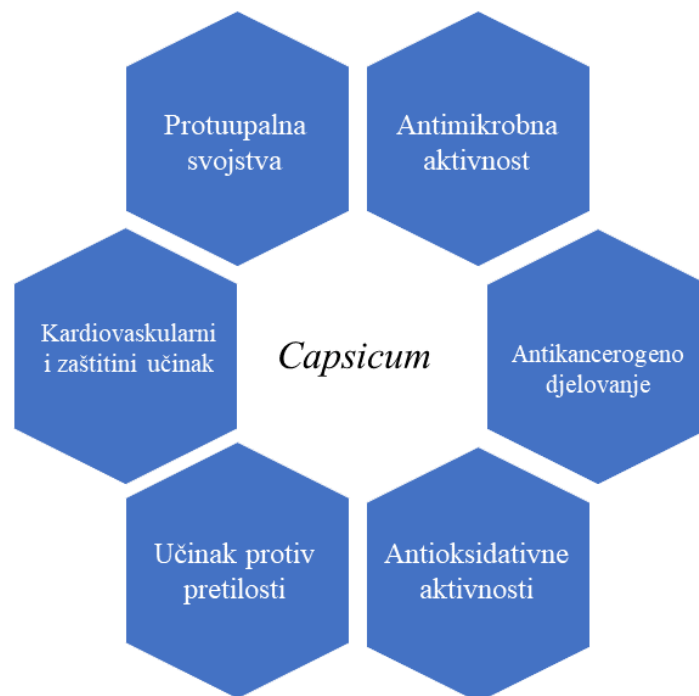 Protuupalna
svojstva
Antimikrobna
aktivnost
Kardiovaskularni
i zaštitini učinak
Capsicum
Antikancerogeno
djelovanje
Učinak protiv
pretilosti
Antioksidativne
aktivnosti